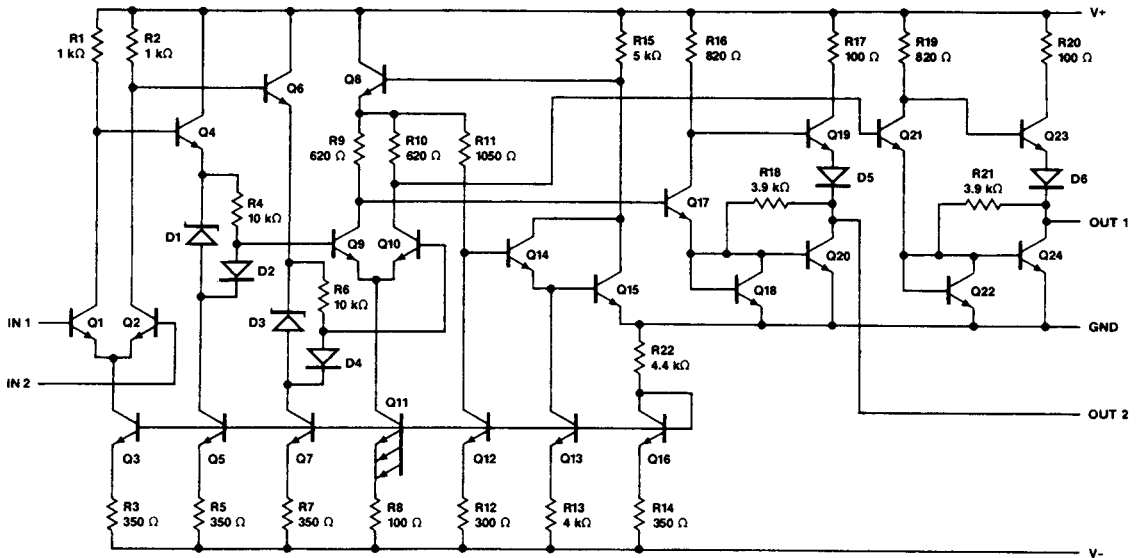 V+
R1
1 kΩ
R2
1 kΩ
R15
5 kΩ
R16
820 Ω
R17
100 Ω
R19
820 Ω
R20
100 Ω
Q8
Q6
Q4
R9
620 Ω
R10
620 Ω
R11
1050 Ω
Q19
Q21
Q23
R18
3.9 kΩ
D5
R21
3.9 kΩ
D6
R4
10 kΩ
Q17
OUT 1
D1
D2
Q9
Q10
Q14
Q20
Q24
R6
10 kΩ
Q15
Q18
Q22
IN 1
Q1
Q2
D3
GND
D4
R22
4.4 kΩ
IN 2
Q11
OUT 2
Q3
Q5
Q7
Q12
Q13
Q16
R3
350 Ω
R5
350 Ω
R7
350 Ω
R8
100 Ω
R12
300 Ω
R13
4 kΩ
R14
350 Ω
V-